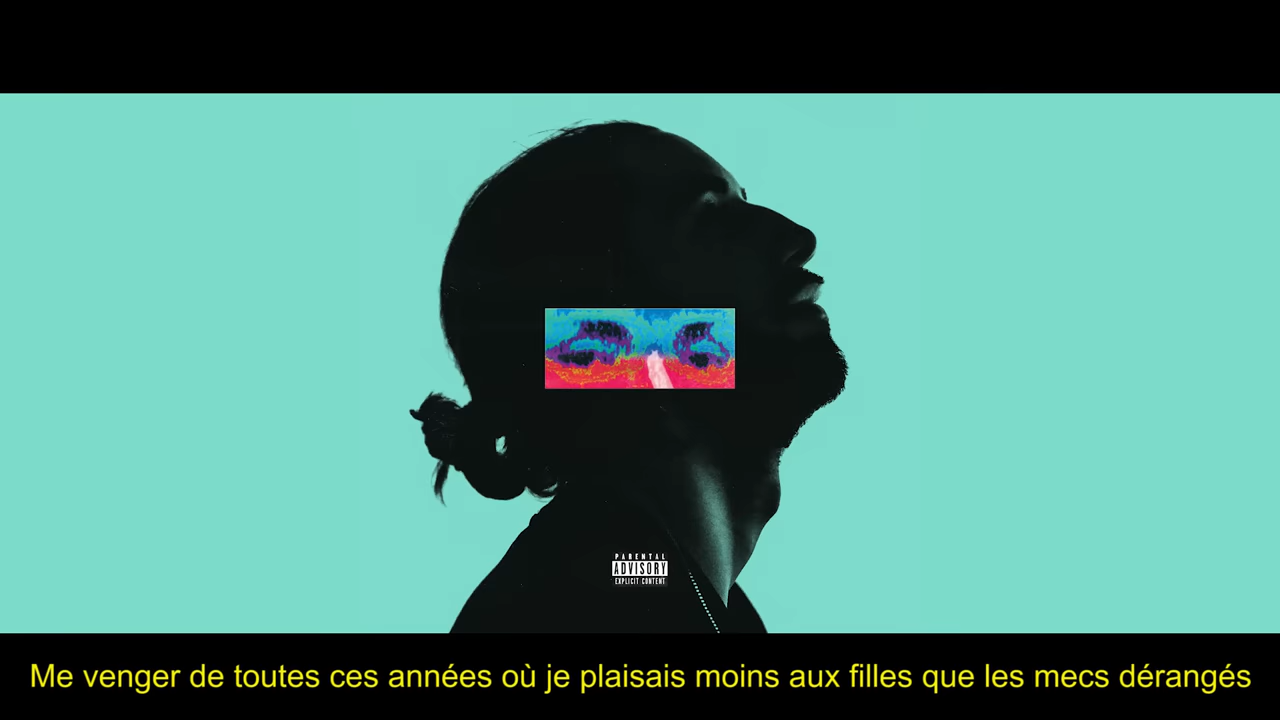 PARENTAL
ADVISORY
EXPLICIT CONTENT
Me venger de toutes ces années où je plaisais moins aux filles que les mecs dérangés